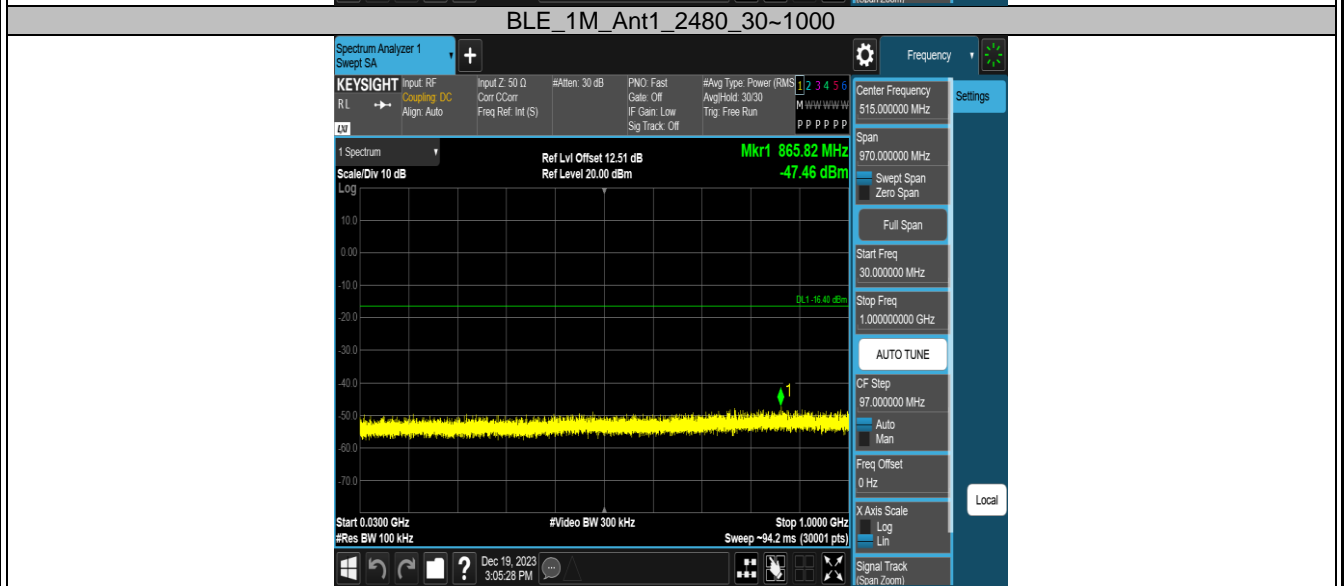 (Span Zoom)
BLE_1M_Ant1_2480_30~1000
Spectrum Analyzer 1
Swept SA
Frequency
KEYSIGHT
RL
LXI
Input: RF
Coupling: DC
Align: Auto
Input Z: 50 Ω
Corr CCorr
Freq Ref: Int (S)
#Atten: 30 dB
PNO: Fast
Gate: Off
IF Gain: Low
Sig Track: Off
#Avg Type: Power (RMS
Avg|Hold: 30/30
Trig: Free Run
1 2 3 4 5 6
M W W W W W
P P P P P P
1 Spectrum
Scale/Div 10 dB
Ref Lvl Offset 12.51 dB
Ref Level 20.00 dBm
Mkr1 865.82 MHz
-47.46 dBm
Log
10.0
0.00
-10.0
DL1 -16.40 dBm
-20.0
-30.0
-40.0
1
-50.0
-60.0
-70.0
Start 0.0300 GHz
#Res BW 100 kHz
#Video BW 300 kHz
Stop 1.0000 GHz
Sweep ~94.2 ms (30001 pts)
?
Dec 19, 2023
3:05:28 PM
Center Frequency
515.000000 MHz
Span
970.000000 MHz
Swept Span
Zero Span
Full Span
Start Freq
30.000000 MHz
Stop Freq
1.000000000 GHz
AUTO TUNE
CF Step
97.000000 MHz
Auto
Man
Freq Offset
0 Hz
X Axis Scale
Log
Lin
Signal Track
(Span Zoom)
Settings
Local